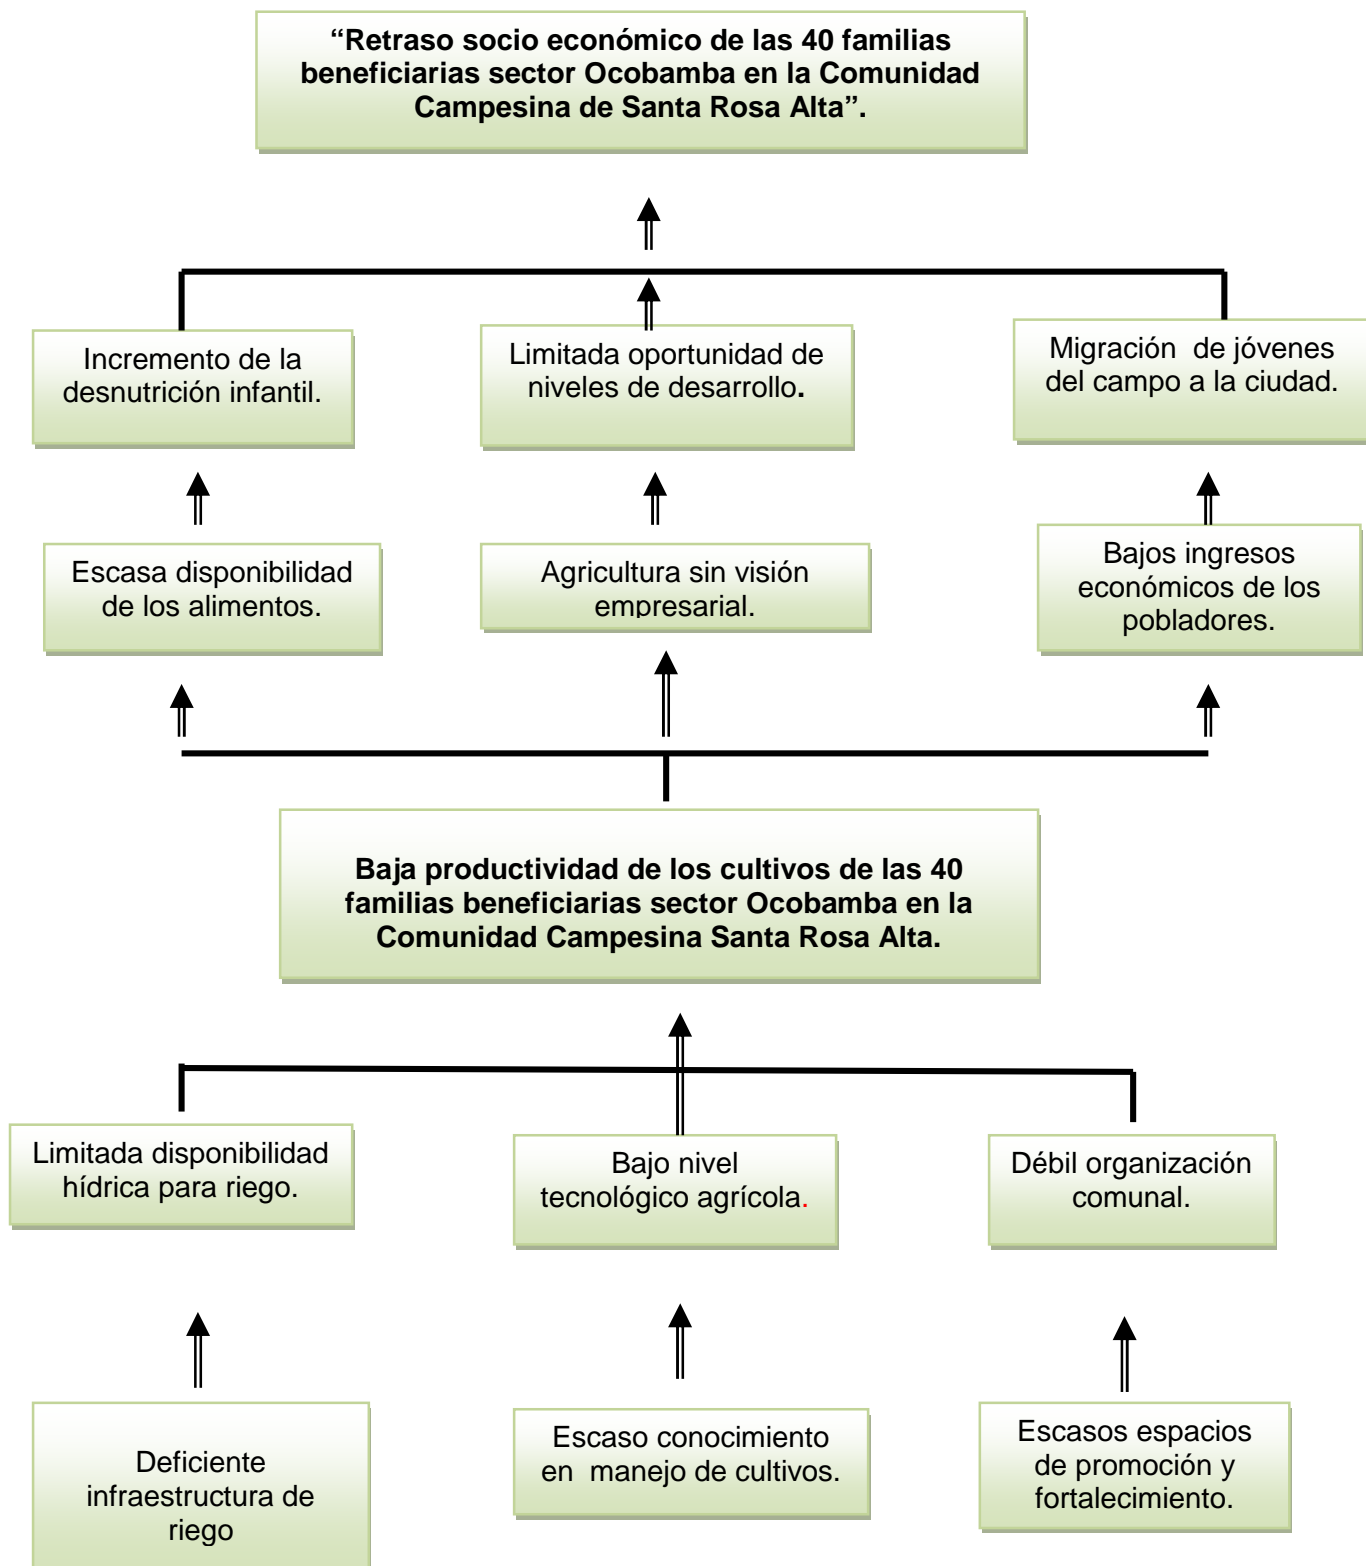 “Retraso socio económico de las 40 familias
beneficiarias sector Ocobamba en la Comunidad
Campesina de Santa Rosa Alta”.
Incremento de la
desnutrición infantil.
Limitada oportunidad de
niveles de desarrollo.
Migración  de jóvenes
del campo a la ciudad.
Escasa disponibilidad
de los alimentos.
Agricultura sin visión
empresarial.
Bajos ingresos
económicos de los
pobladores.
Baja productividad de los cultivos de las 40
familias beneficiarias sector Ocobamba en la
Comunidad Campesina Santa Rosa Alta.
Limitada disponibilidad
hídrica para riego.
Bajo nivel
tecnológico agrícola.
Débil organización
comunal.
Deficiente
infraestructura de
riego
Escaso conocimiento
en  manejo de cultivos.
Escasos espacios
de promoción y
fortalecimiento.